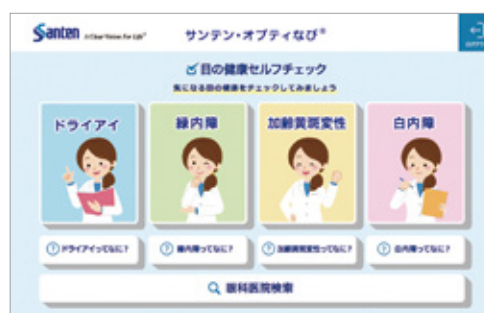 Santen A Clear Vision For Life®
サンテン・オプティなび®
目の健康セルフチェック
気になる目の健康をチェックしてみましょう
ドライアイ
緑内障
加齢黄斑変性
白内障
ドライアイってなに?
緑内障ってなに?
加齢黄斑変性ってなに?
白内障ってなに?
眼科医院検索